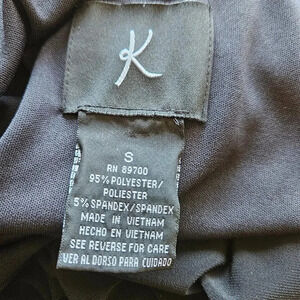 K
S
RN 89700
95% POLYESTER/
POLIESTER
5% SPANDEX/SPANDEX
MADE IN VIETNAM
HECHO EN VIETNAM
SEE REVERSE FOR CARE
VER AL DORSO PARA CUIDADO